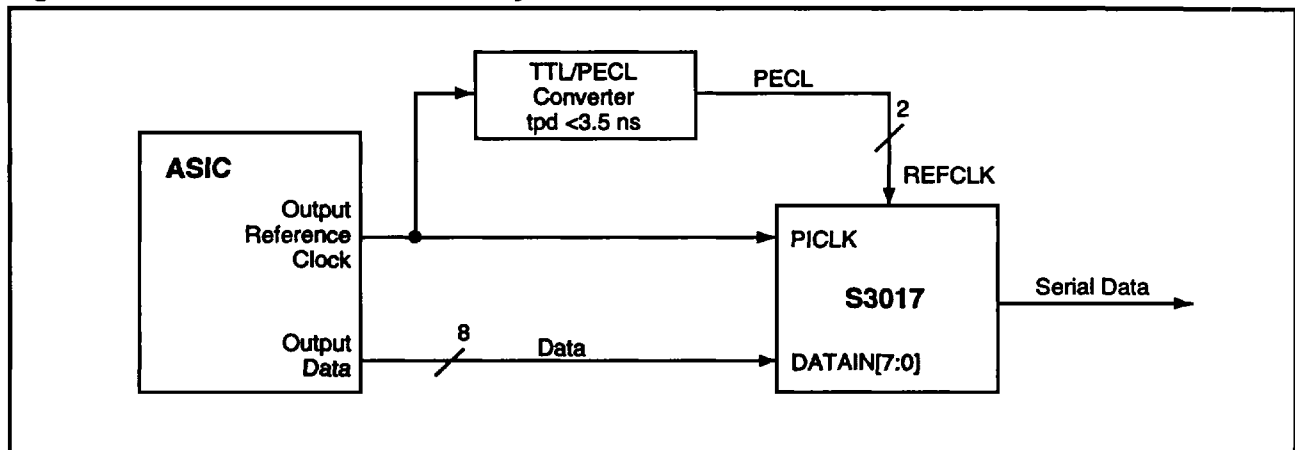 TTL/PECL
Converter
tpd <3.5 ns
PECL
2
REFCLK
ASIC
Output
Reference
Clock
PICLK
S3017
Serial Data
Output
Data
8
Data
DATAIN[7:0]